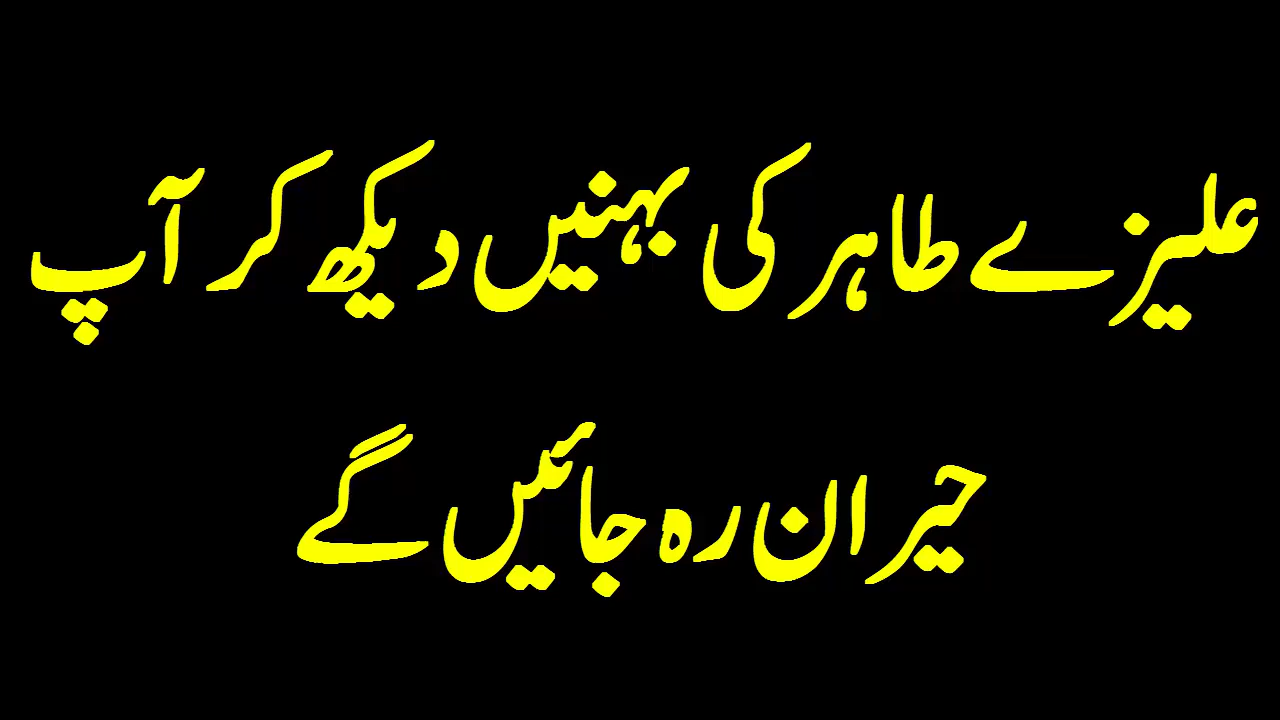 علیزے طاہر کی بہنیں دیکھ کر آپ
حیران رہ جائیں گے